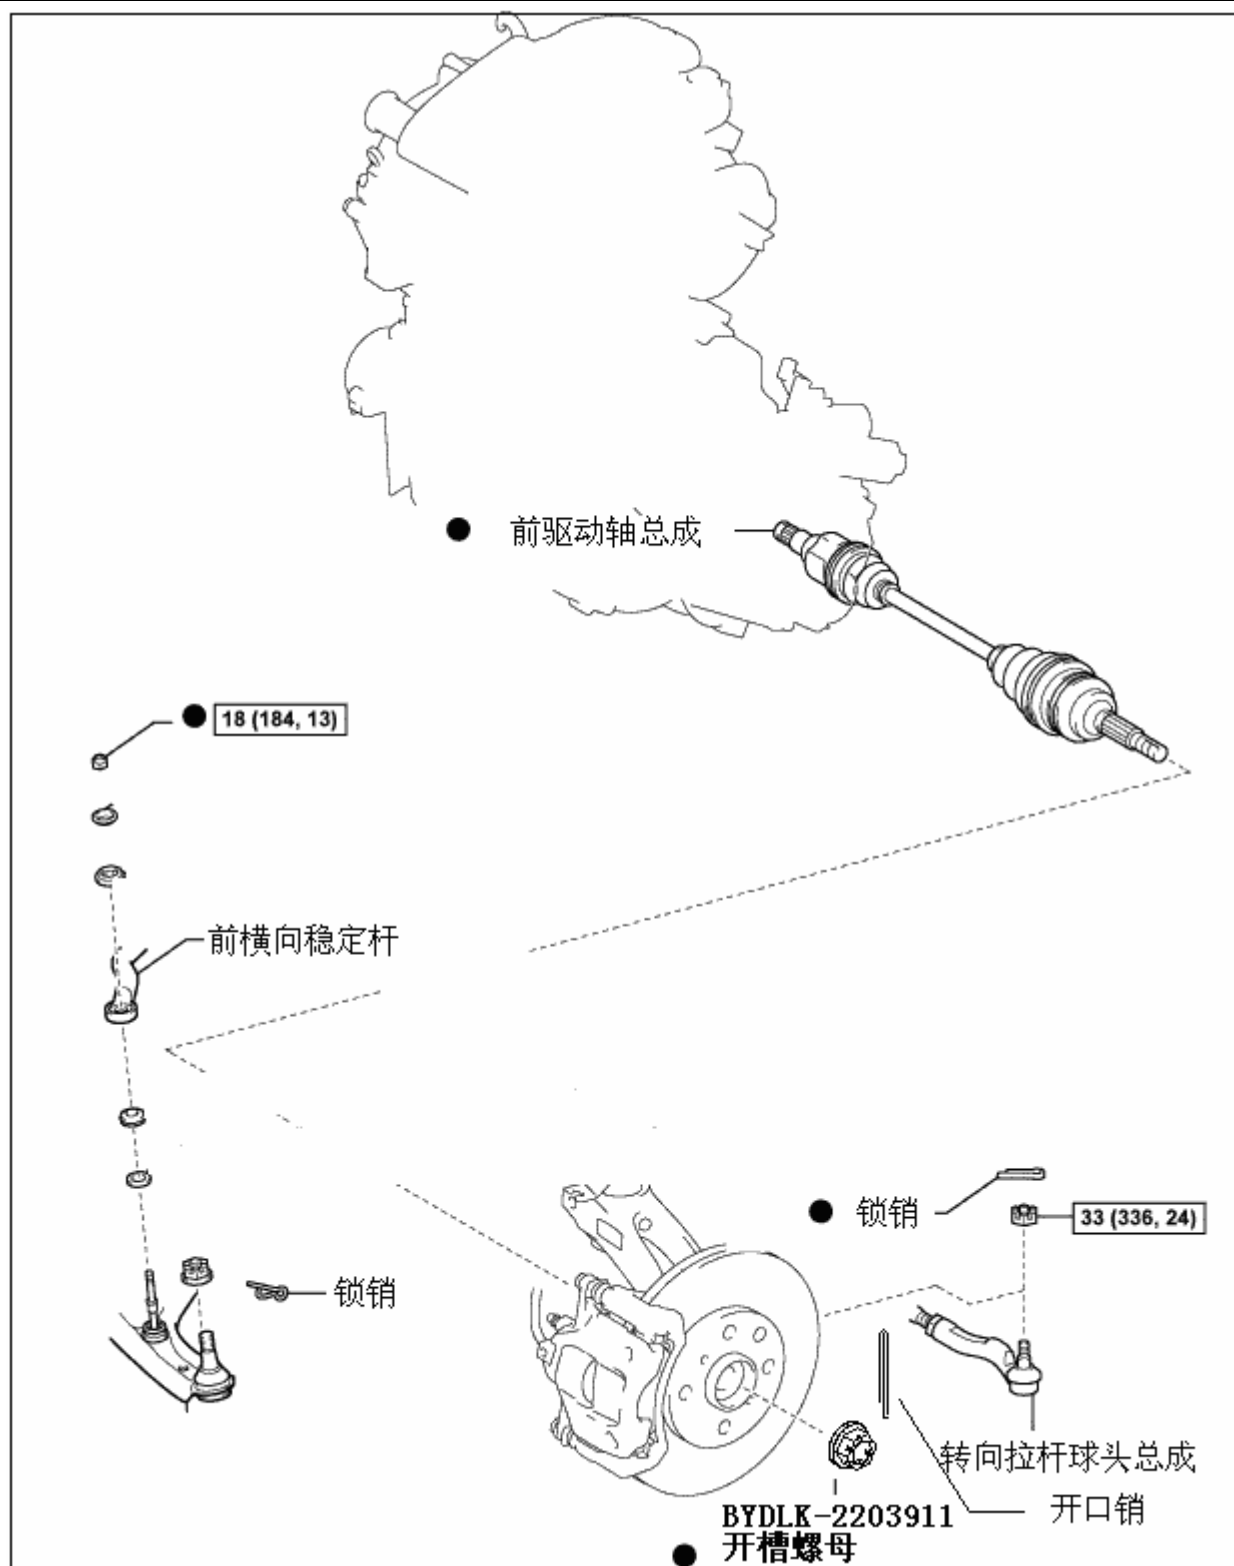 前驱动轴总成
18 (184, 13)
前横向稳定杆
锁销
33 (336, 24)
锁销
转向拉杆球头总成
开口销
BYDLK-2203911
开槽螺母